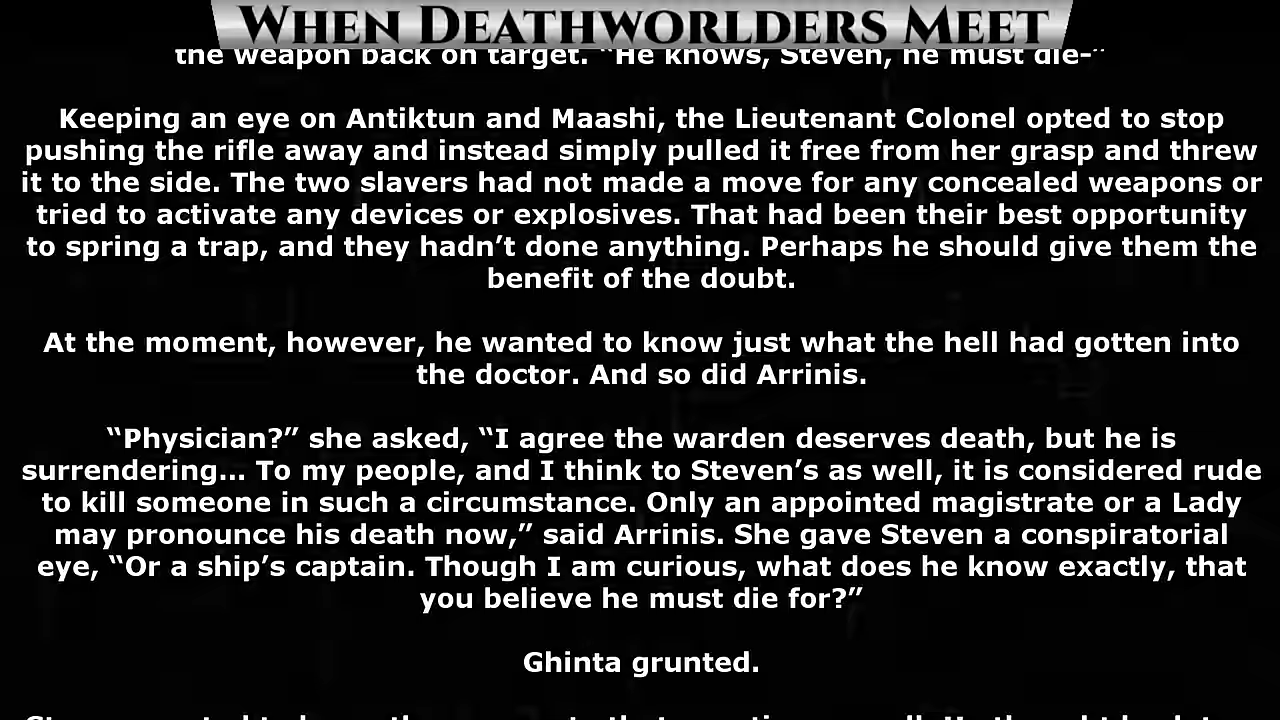 When Deathworlders Meet
the weapon back on target. “He knows, Steven, he must die-”
Keeping an eye on Antiktun and Maashi, the Lieutenant Colonel opted to stop
pushing the rifle away and instead simply pulled it free from her grasp and threw
it to the side. The two slavers had not made a move for any concealed weapons or
tried to activate any devices or explosives. That had been their best opportunity
to spring a trap, and they hadn’t done anything. Perhaps he should give them the
benefit of the doubt.
At the moment, however, he wanted to know just what the hell had gotten into
the doctor. And so did Arrinis.
“Physician?” she asked, “I agree the warden deserves death, but he is
surrendering... To my people, and I think to Steven’s as well, it is considered rude
to kill someone in such a circumstance. Only an appointed magistrate or a Lady
may pronounce his death now,” said Arrinis. She gave Steven a conspiratorial
eye, “Or a ship’s captain. Though I am curious, what does he know exactly, that
you believe he must die for?”
Ghinta grunted.